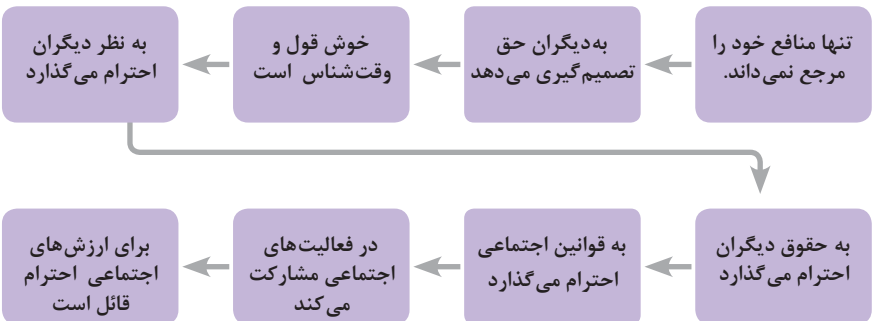 تنها منافع خود را
مرجع نمی‌داند.
به‌دیگران حق
تصمیم‌گیری می‌دهد
خوش قول و
وقت‌شناس است
به نظر دیگران
احترام می‌گذارد
به حقوق دیگران
احترام می‌گذارد
به قوانین اجتماعی
احترام می‌گذارد
در فعالیت‌های
اجتماعی مشارکت
می‌کند
برای ارزش‌های
اجتماعی احترام
قائل است